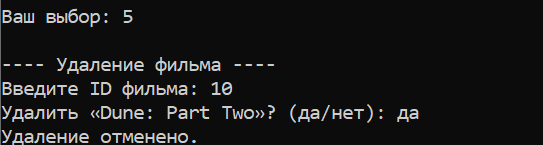 Ваш выбор: 5
---- Удаление фильма ----
Введите ID фильма: 10
Удалить «Dune: Part Two»? (да/нет): да
Удаление отменено.